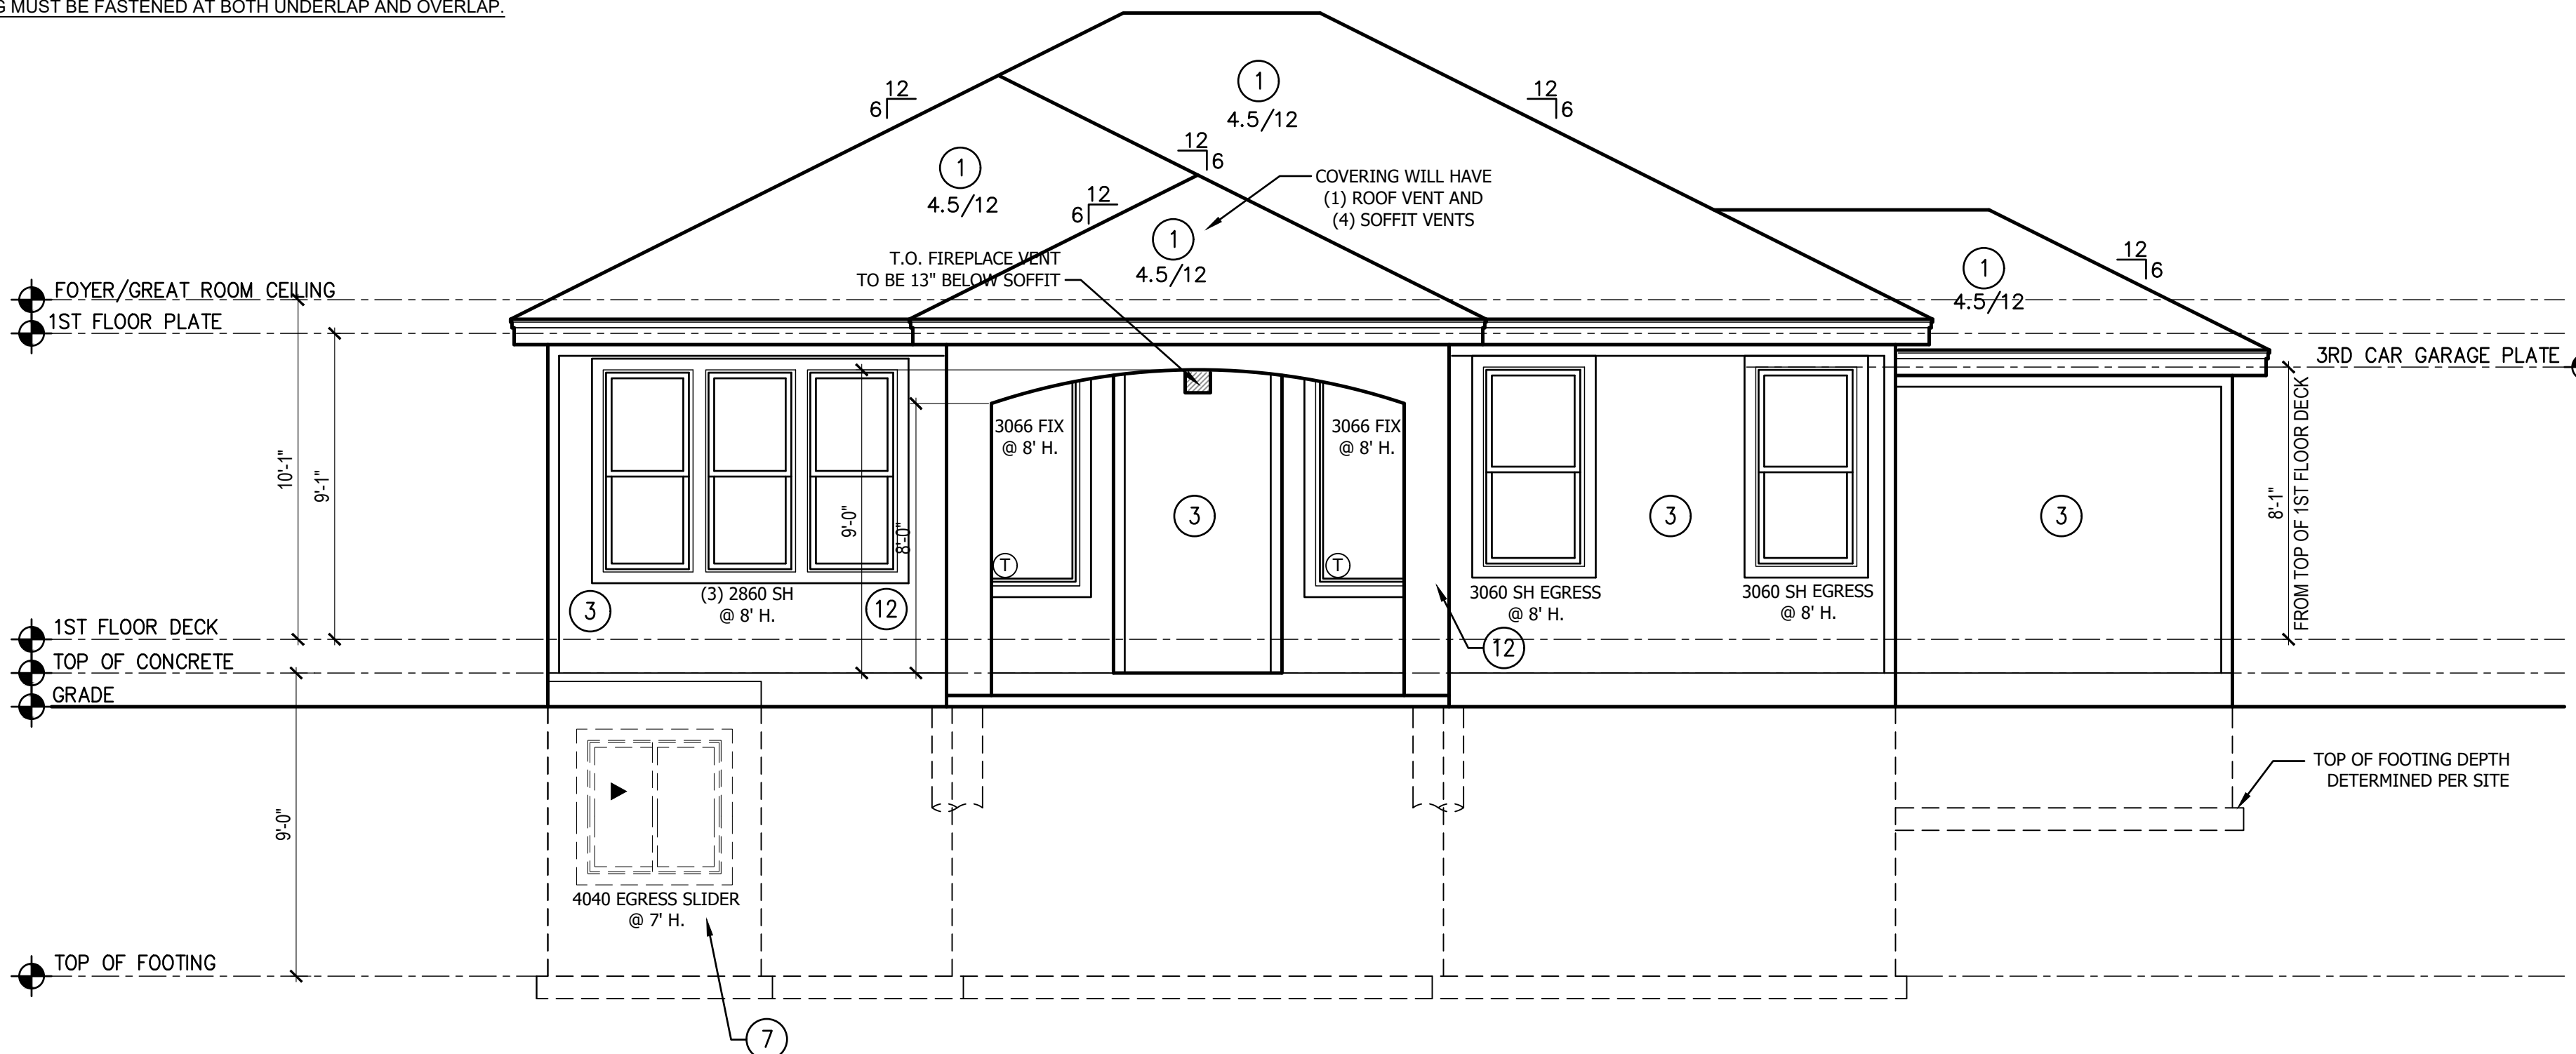 G MUST BE FASTENED AT BOTH UNDERLAP AND OVERLAP.
12
6
1
4.5/12
12
6
12
6
1
4.5/12
12
6
COVERING WILL HAVE
(1) ROOF VENT AND
(4) SOFFIT VENTS
1
4.5/12
T.O. FIREPLACE VENT
TO BE 13" BELOW SOFFIT
12
6
1
4.5/12
FOYER/GREAT ROOM CEILING
1ST FLOOR PLATE
3RD CAR GARAGE PLATE
10'-1"
9'-1"
9'-0"
8'-0"
3066 FIX
@ 8' H.
3066 FIX
@ 8' H.
8'-1"
FROM TOP OF 1ST FLOOR DECK
3
3
3
T
T
(3) 2860 SH
@ 8' H.
3
12
3060 SH EGRESS
@ 8' H.
3060 SH EGRESS
@ 8' H.
12
1ST FLOOR DECK
TOP OF CONCRETE
GRADE
9'-0"
4040 EGRESS SLIDER
@ 7' H.
TOP OF FOOTING DEPTH
DETERMINED PER SITE
TOP OF FOOTING
7